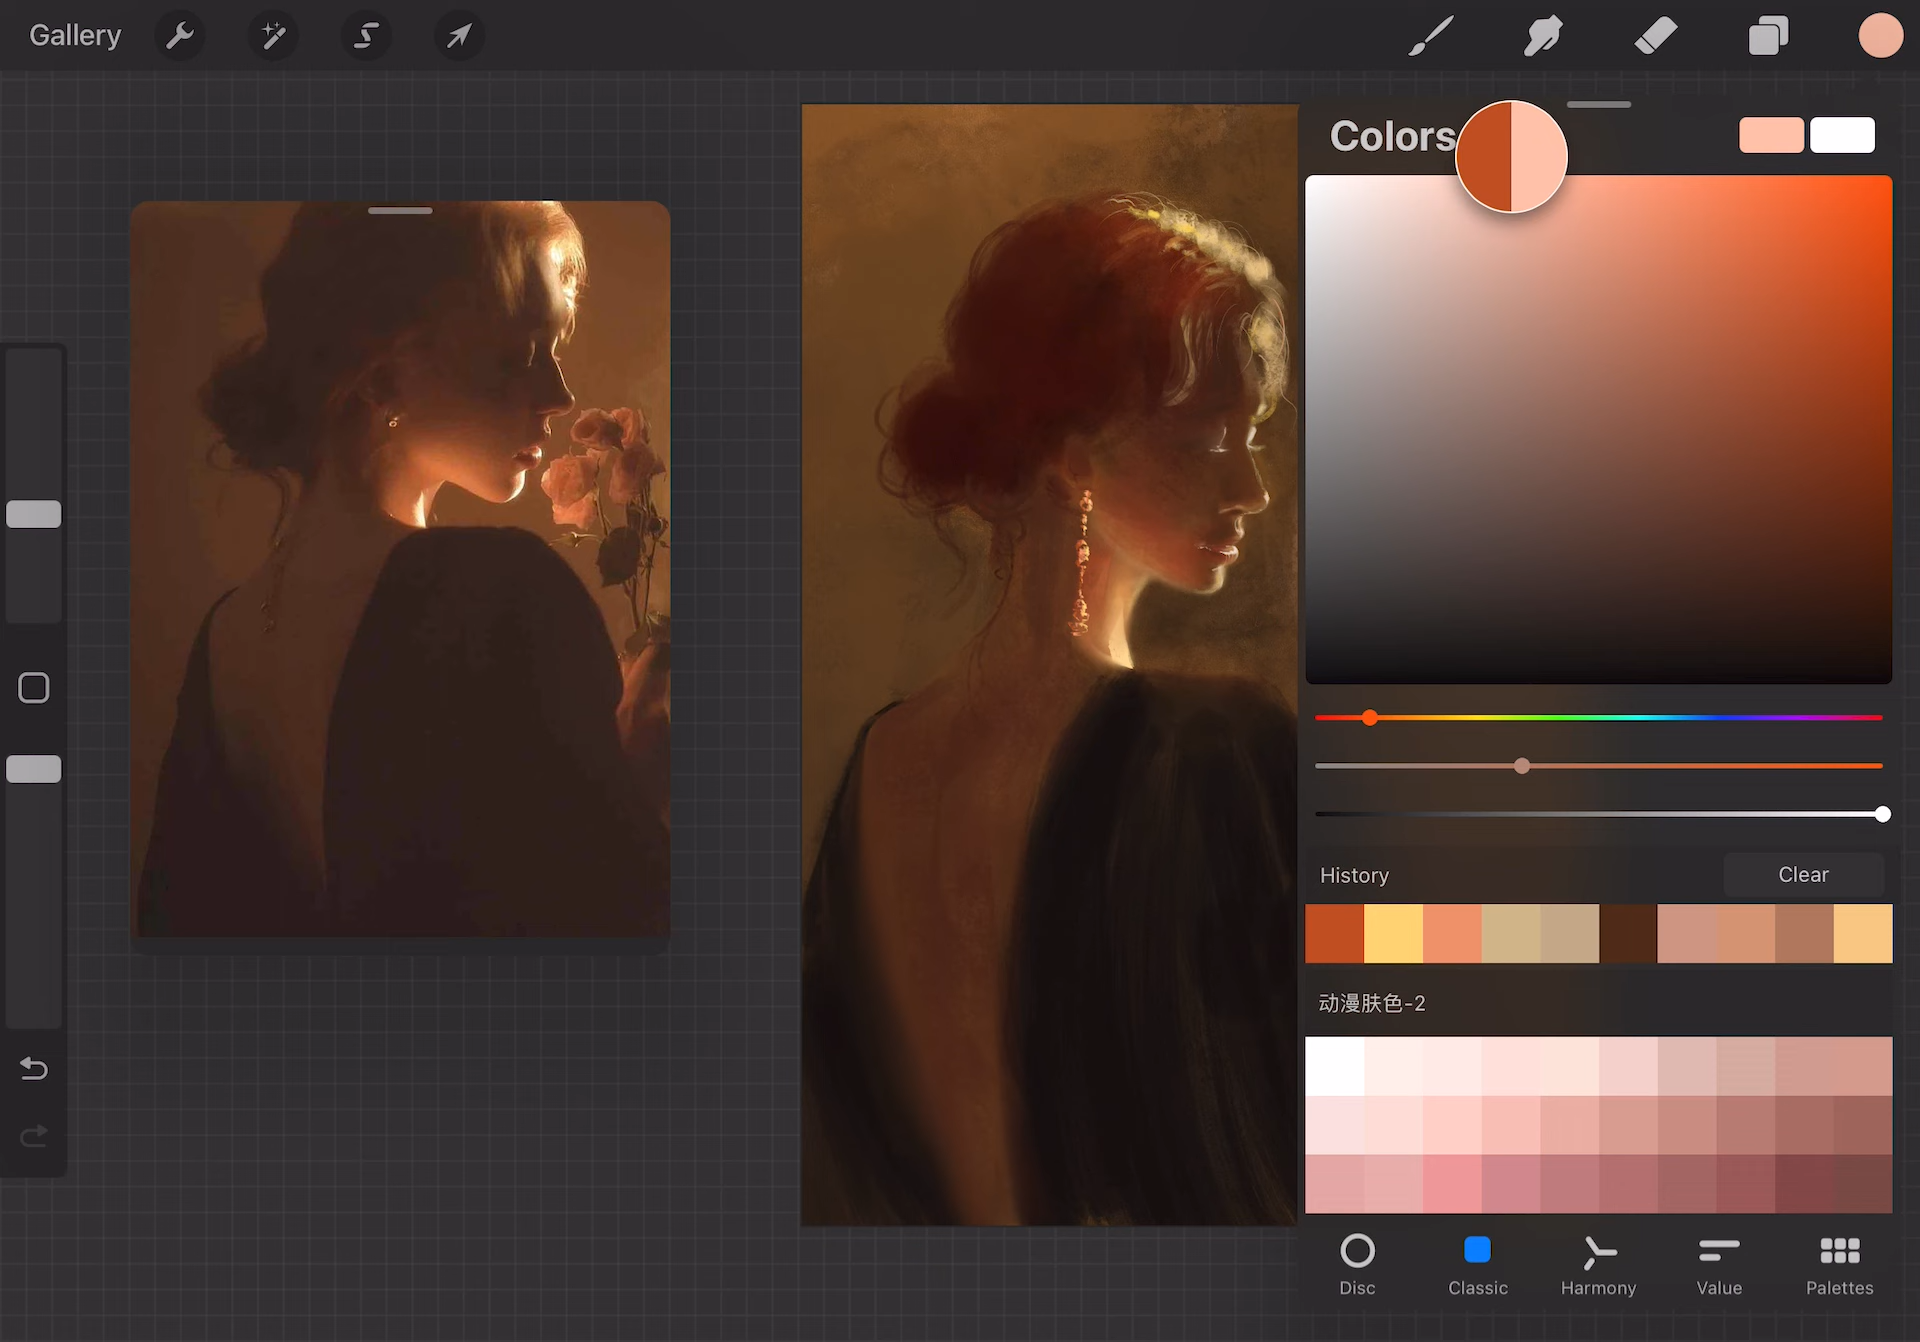 Gallery
Colors
History
Clear
动漫肤色-2
Disc
Classic
Harmony
Value
Palettes